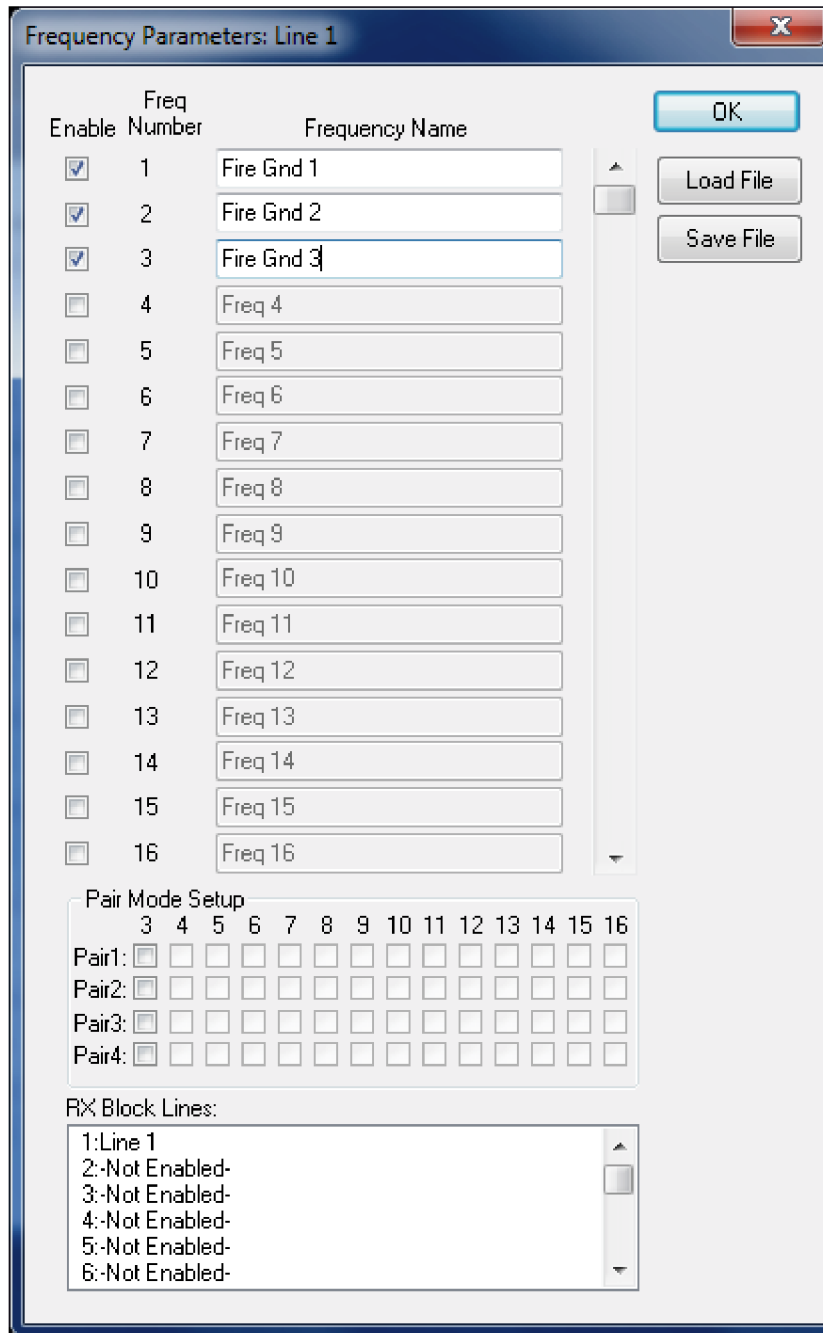 Frequency Parameters: Line 1
X
Enable Freq Number Frequency Name
OK
Load File
Save File
1 Fire Gnd 1
2 Fire Gnd 2
3 Fire Gnd 3
4 Freq 4
5 Freq 5
6 Freq 6
7 Freq 7
8 Freq 8
9 Freq 9
10 Freq 10
11 Freq 11
12 Freq 12
13 Freq 13
14 Freq 14
15 Freq 15
16 Freq 16
Pair Mode Setup
3 4 5 6 7 8 9 10 11 12 13 14 15 16
Pair1:
Pair2:
Pair3:
Pair4:
RX Block Lines:
1:Line 1
2:-Not Enabled-
3:-Not Enabled-
4:-Not Enabled-
5:-Not Enabled-
6:-Not Enabled-